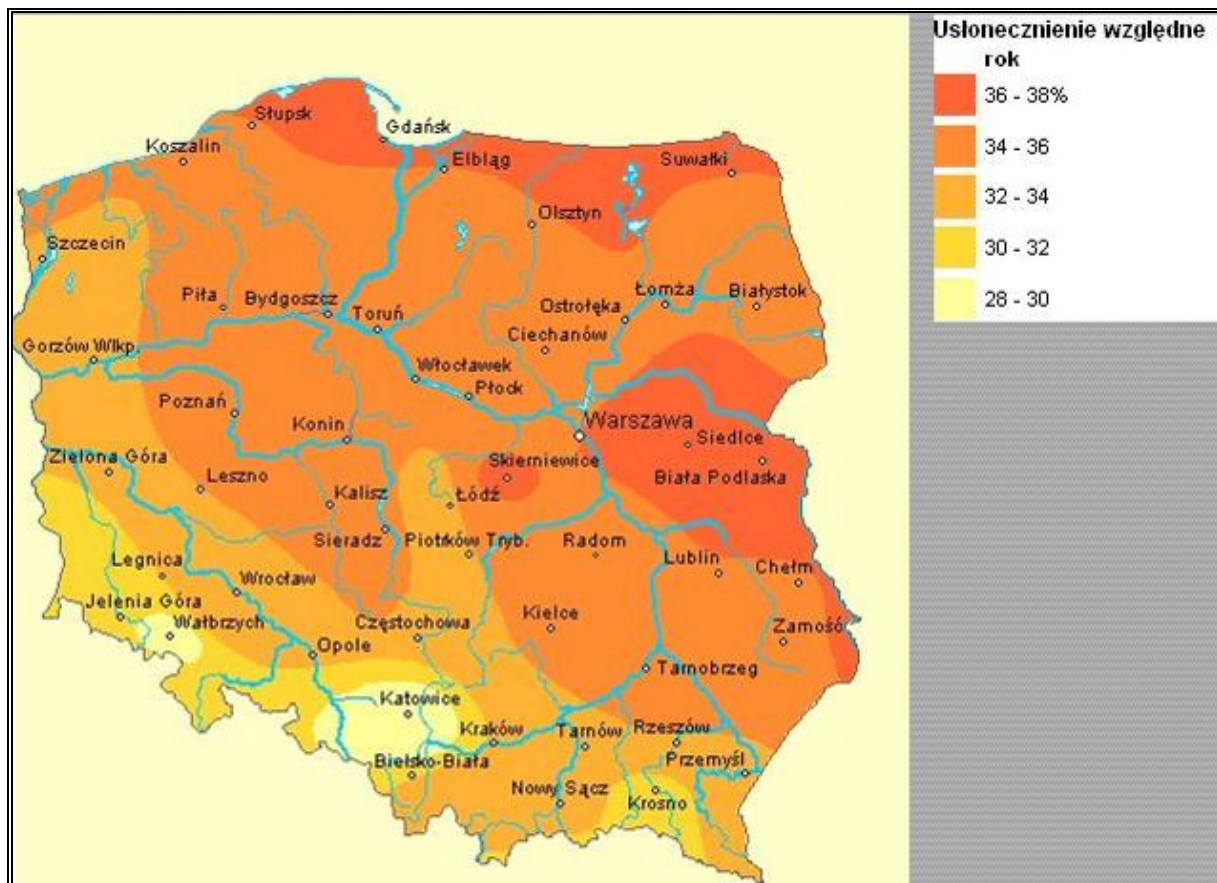 Usłonecznienie względne
rok
36 - 38%
34 - 36
32 - 34
30 - 32
28 - 30
Słupsk
Gdańsk
Koszalin
Elbląg
Suwałki
Olsztyn
Szczecin
Piła
Bydgoszcz
Toruń
Ostrołęka
Łomża
Białystok
Ciechanów
Gorzów Wlkp.
Włocławek
Płock
Poznań
Konin
Warszawa
Siedlce
Zielona Góra
Leszno
Skierniewice
Biała Podlaska
Kalisz
Łódź
Sieradz
Piotrków Tryb.
Radom
Lublin
Chełm
Legnica
Wrocław
Jelenia Góra
Wałbrzych
Częstochowa
Kielce
Zamość
Opole
Tarnobrzeg
Katowice
Kraków
Tarnów
Rzeszów
Bielsko-Biała
Przemyśl
Nowy Sącz
Krosno